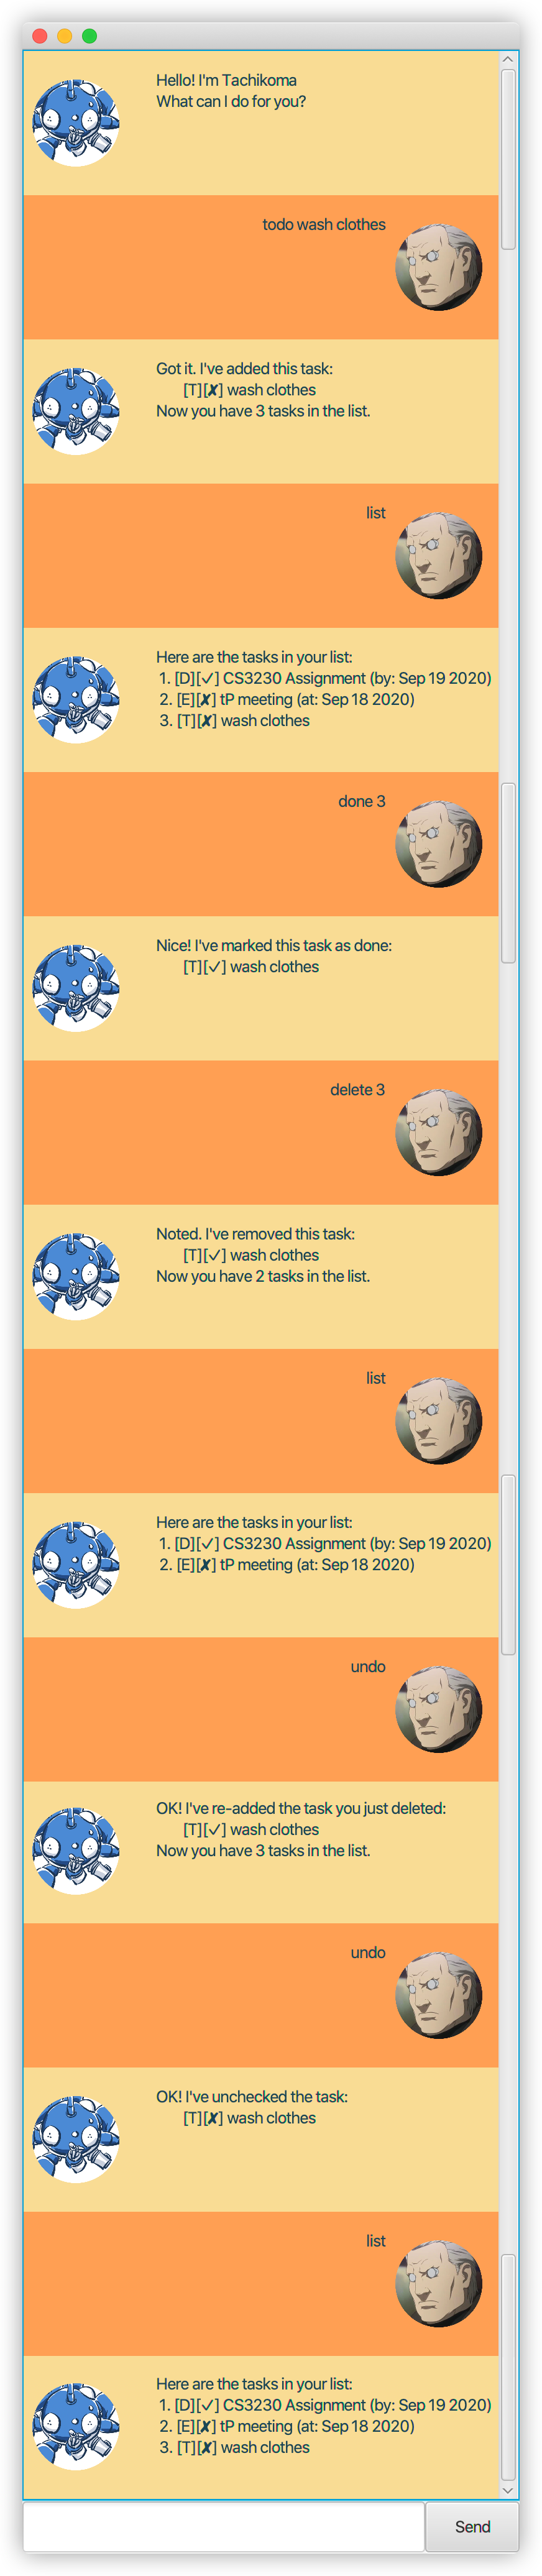 Hello! I'm Tachikoma
What can I do for you?
todo wash clothes
Got it. I've added this task:
[T][✘] wash clothes
Now you have 3 tasks in the list.
list
Here are the tasks in your list:
1. [D][✓] CS3230 Assignment (by: Sep 19 2020)
2. [E][✘] tP meeting (at: Sep 18 2020)
3. [T][✘] wash clothes
done 3
Nice! I've marked this task as done:
[T][✓] wash clothes
delete 3
Noted. I've removed this task:
[T][✓] wash clothes
Now you have 2 tasks in the list.
list
Here are the tasks in your list:
1. [D][✓] CS3230 Assignment (by: Sep 19 2020)
2. [E][✘] tP meeting (at: Sep 18 2020)
undo
OK! I've re-added the task you just deleted:
[T][✓] wash clothes
Now you have 3 tasks in the list.
undo
OK! I've unchecked the task:
[T][✘] wash clothes
list
Here are the tasks in your list:
1. [D][✓] CS3230 Assignment (by: Sep 19 2020)
2. [E][✘] tP meeting (at: Sep 18 2020)
3. [T][✘] wash clothes
Send